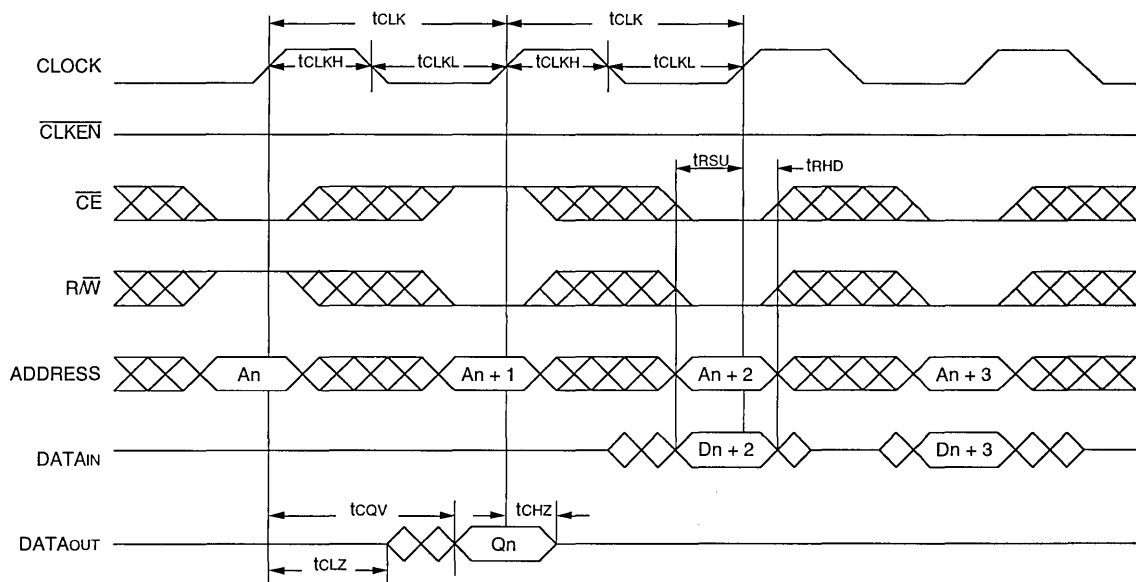 tCLK tCLK
CLOCK tCLKH tCLKL tCLKH tCLKL
CLKEN
tRSU tRHD
CE
R/W
ADDRESS An An + 1 An + 2 An + 3
DATAIN Dn + 2 Dn + 3
tCQV tCHZ
DATAOUT Qn
tCLZ